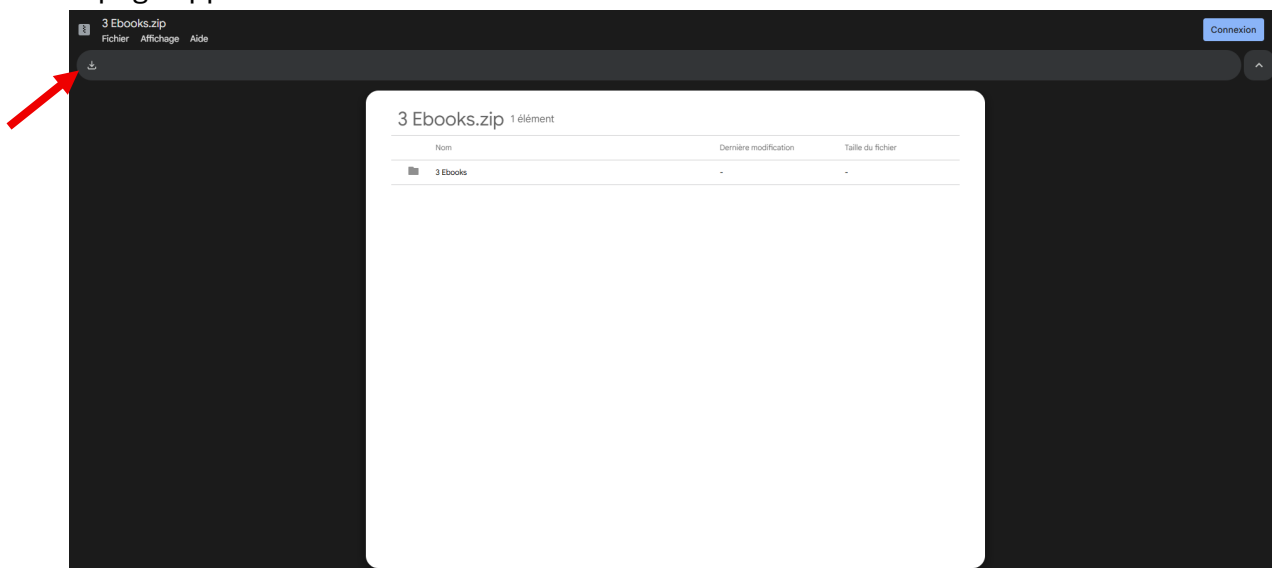 3 Ebooks.zip
Fichier Affichage Aide
Connexion
3 Ebooks.zip 1 élément
Nom Dernière modification Taille du fichier
3 Ebooks - -